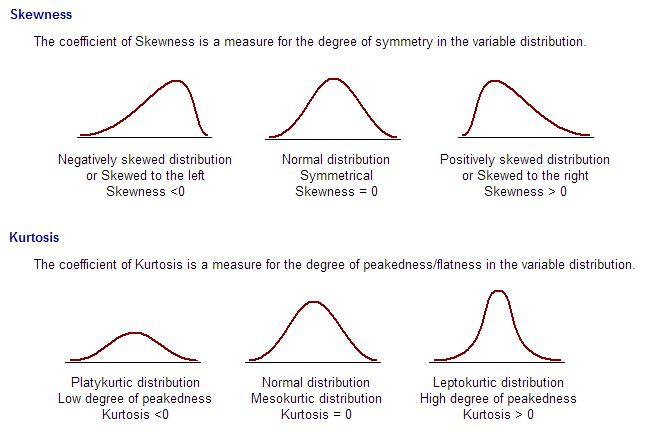 Skewness
The coefficient of Skewness is a measure for the degree of symmetry in the variable distribution.
Negatively skewed distribution
or Skewed to the left
Skewness <0
Normal distribution
Symmetrical
Skewness = 0
Positively skewed distribution
or Skewed to the right
Skewness > 0
Kurtosis
The coefficient of Kurtosis is a measure for the degree of peakedness/flatness in the variable distribution.
Platykurtic distribution
Low degree of peakedness
Kurtosis <0
Normal distribution
Mesokurtic distribution
Kurtosis = 0
Leptokurtic distribution
High degree of peakedness
Kurtosis > 0